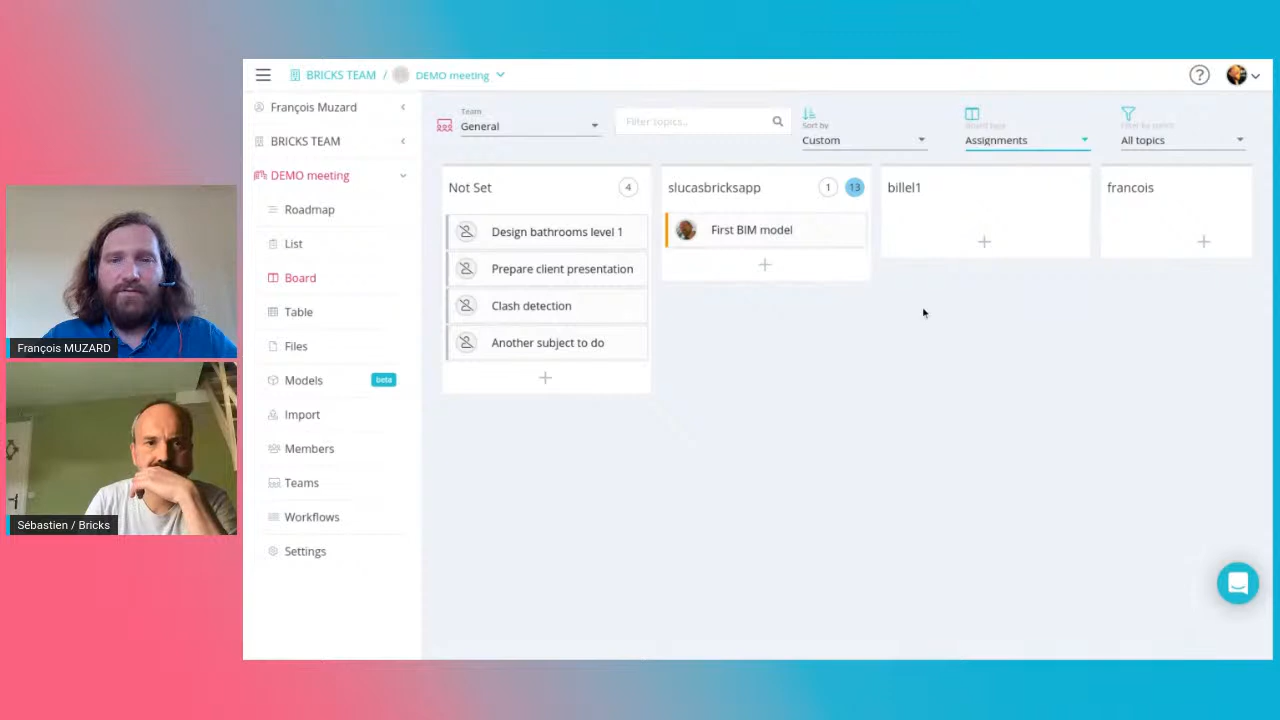 BRICKS TEAM / DEMO meeting
François Muzard
BRICKS TEAM
DEMO meeting
Roadmap
List
Board
Table
Files
Models beta
Import
Members
Teams
Workflows
Settings
Team
General
Filter topics..
Sort by
Custom
Board type
Assignments
All topics
Not Set 4
Design bathrooms level 1
Prepare client presentation
Clash detection
Another subject to do
+
slucasbricksapp 1 13
First BIM model
+
billel1
+
francois
+
François MUZARD
Sébastien / Bricks
?